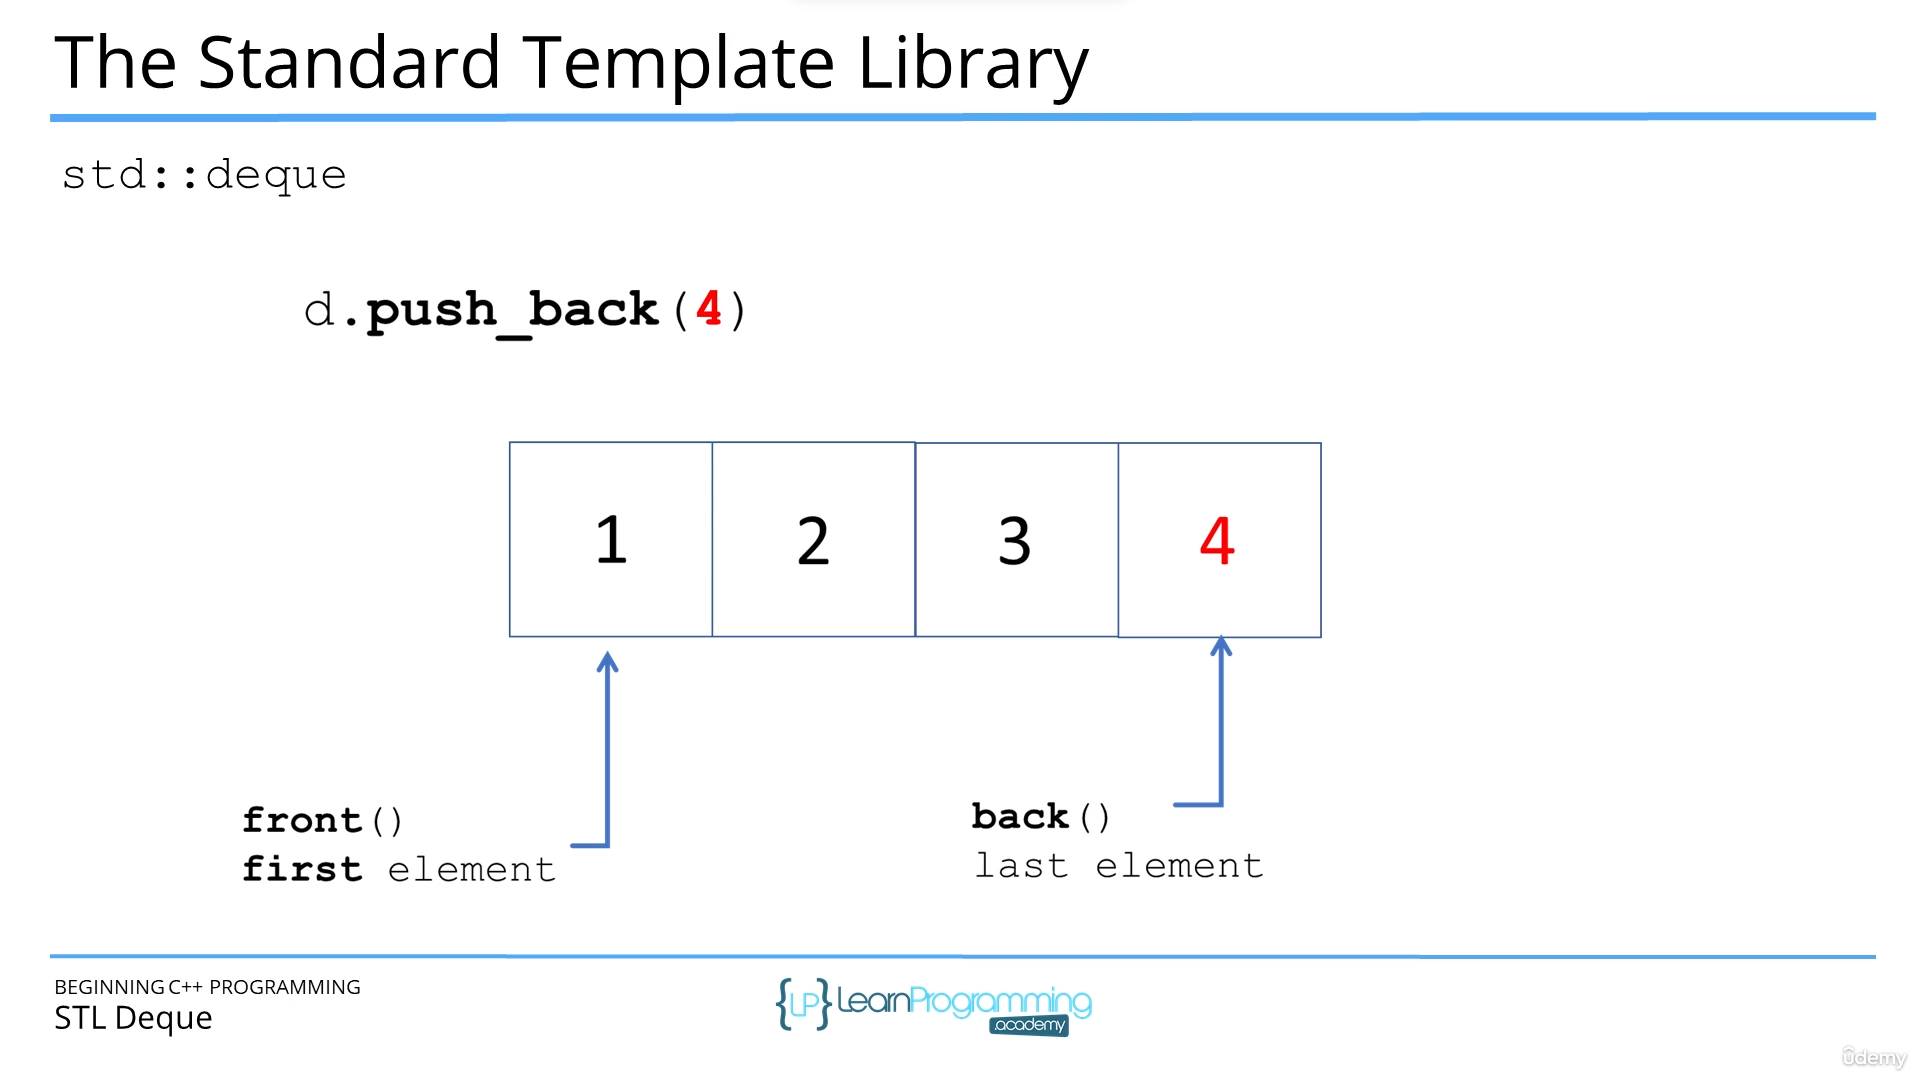 The Standard Template Library
std::deque
d.push_back(4)
1 2 3 4
front()
first element
back()
last element
BEGINNING C++ PROGRAMMING
STL Deque
{LP} LearnProgramming
.academy
ûdemy